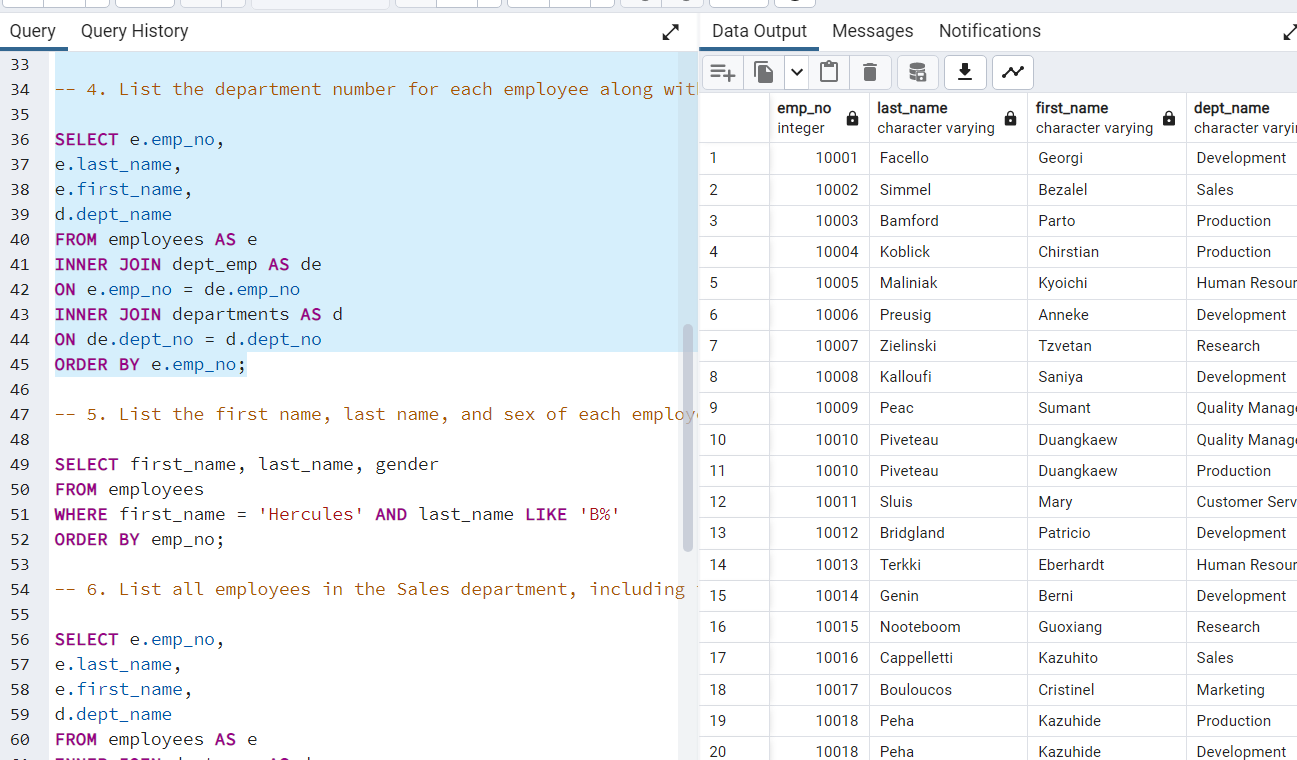 Query Query History
33
34 -- 4. List the department number for each employee along wit
35
36 SELECT e.emp_no,
37 e.last_name,
38 e.first_name,
39 d.dept_name
40 FROM employees AS e
41 INNER JOIN dept_emp AS de
42 ON e.emp_no = de.emp_no
43 INNER JOIN departments AS d
44 ON de.dept_no = d.dept_no
45 ORDER BY e.emp_no;
46
47 -- 5. List the first name, last name, and sex of each employe
48
49 SELECT first_name, last_name, gender
50 FROM employees
51 WHERE first_name = 'Hercules' AND last_name LIKE 'B%'
52 ORDER BY emp_no;
53
54 -- 6. List all employees in the Sales department, including
55
56 SELECT e.emp_no,
57 e.last_name,
58 e.first_name,
59 d.dept_name
60 FROM employees AS e
Data Output Messages Notifications
emp_no last_name first_name dept_name
integer character varying character varying character varyi
1 10001 Facello Georgi Development
2 10002 Simmel Bezalel Sales
3 10003 Bamford Parto Production
4 10004 Koblick Chirstian Production
5 10005 Maliniak Kyoichi Human Resour
6 10006 Preusig Anneke Development
7 10007 Zielinski Tzvetan Research
8 10008 Kalloufi Saniya Development
9 10009 Peac Sumant Quality Manage
10 10010 Piveteau Duangkaew Quality Manage
11 10010 Piveteau Duangkaew Production
12 10011 Sluis Mary Customer Serv
13 10012 Bridgland Patricio Development
14 10013 Terkki Eberhardt Human Resour
15 10014 Genin Berni Development
16 10015 Nooteboom Guoxiang Research
17 10016 Cappelletti Kazuhito Sales
18 10017 Bouloucos Cristinel Marketing
19 10018 Peha Kazuhide Production
20 10018 Peha Kazuhide Development